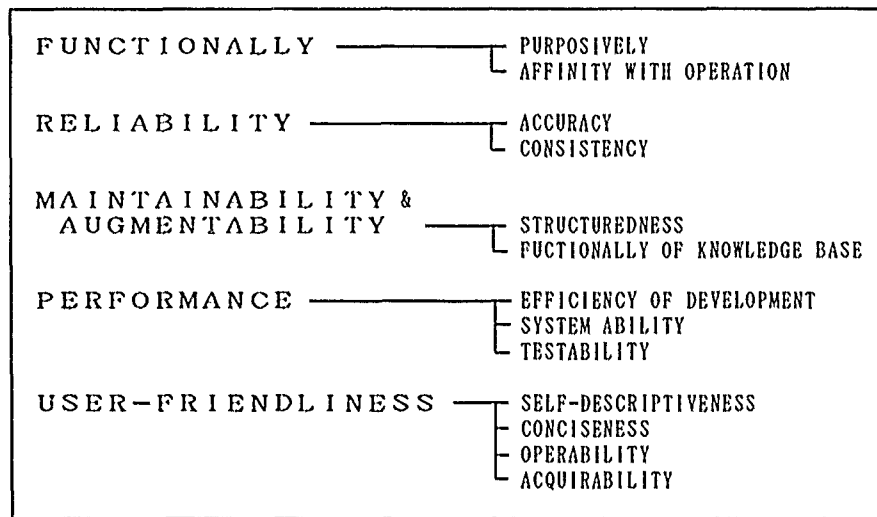 FUNCTIONALLY PURPOSIVELY
AFFINITY WITH OPERATION
RELIABILITY ACCURACY
CONSISTENCY
MAINTAINABILITY &
AUGMENTABILITY STRUCTUREDNESS
FUCTIONALLY OF KNOWLEDGE BASE
PERFORMANCE EFFICIENCY OF DEVELOPMENT
SYSTEM ABILITY
TESTABILITY
USER-FRIENDLINESS SELF-DESCRIPTIVENESS
CONCISENESS
OPERABILITY
ACQUIRABILITY